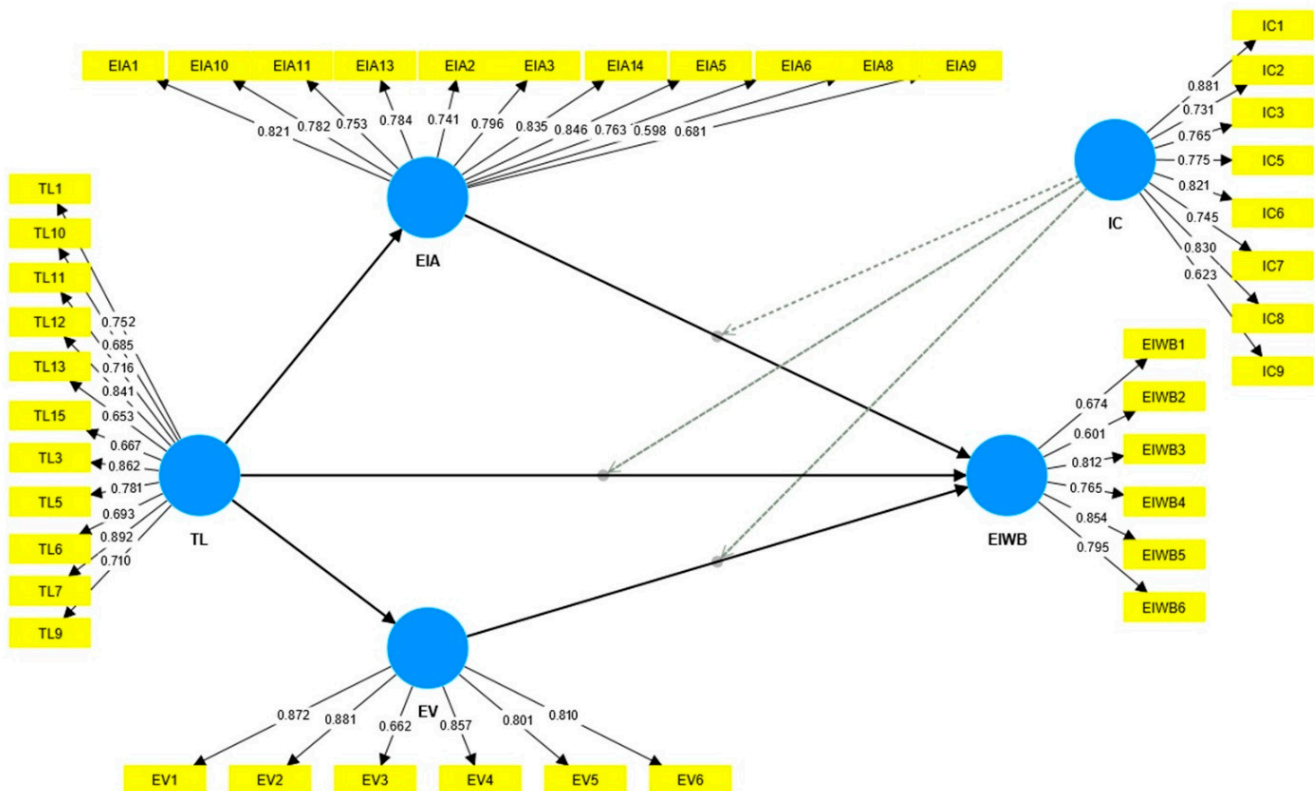 EIA1 EIA10 EIA11 EIA13 EIA2 EIA3 EIA14 EIA5 EIA6 EIA8 EIA9
0.821 0.782 0.753 0.784 0.741 0.796 0.835 0.846 0.763 0.598 0.681
EIA
IC1
IC2
IC3
IC5
IC6
IC7
IC8
IC9
0.881
0.731
0.765
0.775
0.821
0.745
0.830
0.623
IC
TL1
TL10
TL11
TL12
TL13
TL15
TL3
TL5
TL6
TL7
TL9
0.752
0.685
0.716
0.841
0.653
0.667
0.862
0.781
0.693
0.892
0.710
TL
EIWB1
EIWB2
EIWB3
EIWB4
EIWB5
EIWB6
0.674
0.601
0.812
0.765
0.854
0.795
EIWB
EV
0.872 0.881 0.662 0.857 0.801 0.810
EV1 EV2 EV3 EV4 EV5 EV6